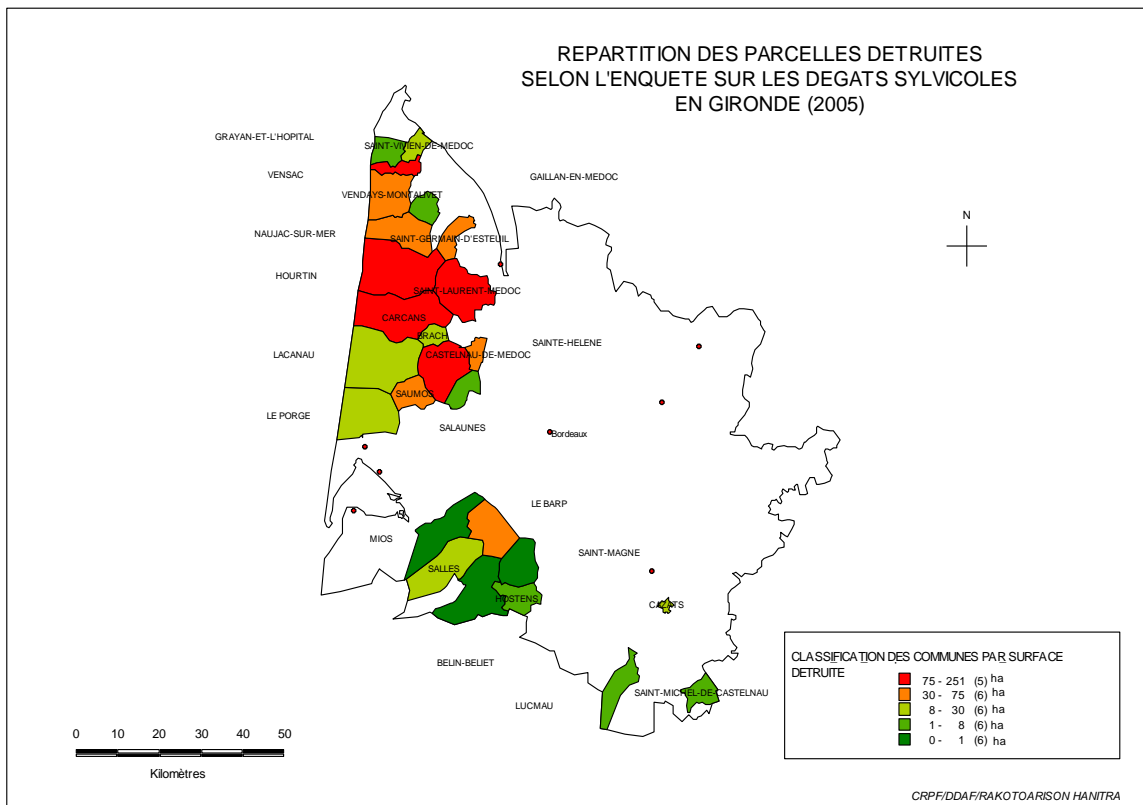 REPARTITION DES PARCELLES DETRUITES
SELON L'ENQUETE SUR LES DEGATS SYLVICOLES
EN GIRONDE (2005)
GRAYAN-ET-L'HOPITAL
SAINT-VIVIEN-DE-MEDOC
VENSAC
GAILLAN-EN-MEDOC
VENDAYS-MONTALIVET
N
NAUJAC-SUR-MER
SAINT-GERMAIN-D'ESTEUIL
HOURTIN
SAINT-LAURENT-MEDOC
CARCANS
BRACH
SAINTE-HELENE
LACANAU
CASTELNAU-DE-MEDOC
SAUMOS
LE PORGE
SALAUNES
Bordeaux
LE BARP
MIOS
SAINT-MAGNE
SALLES
HOSTENS
CAZATS
BELIN-BELIET
SAINT-MICHEL-DE-CASTELNAU
LUCMAU
CLASSIFICATION DES COMMUNES PAR SURFACE
DETRUITE
75 - 251 (5) ha
30 - 75 (6) ha
8 - 30 (6) ha
1 - 8 (6) ha
0 - 1 (6) ha
0 10 20 30 40 50
Kilomètres
CRPF/DDAF/RAKOTOARISON HANITRA